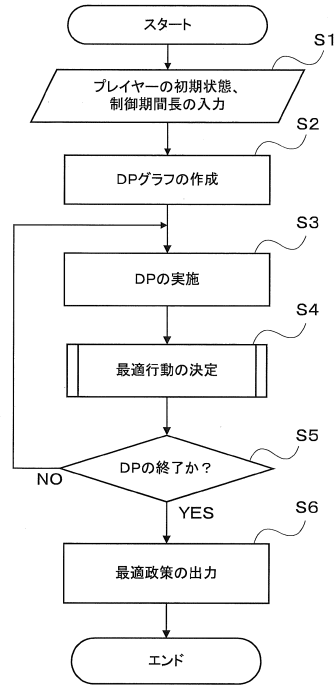 スタート
S1
プレイヤーの初期状態、
制御期間長の入力
S2
DPグラフの作成
S3
DPの実施
S4
最適行動の決定
S5
DPの終了か？
NO
YES
S6
最適政策の出力
エンド